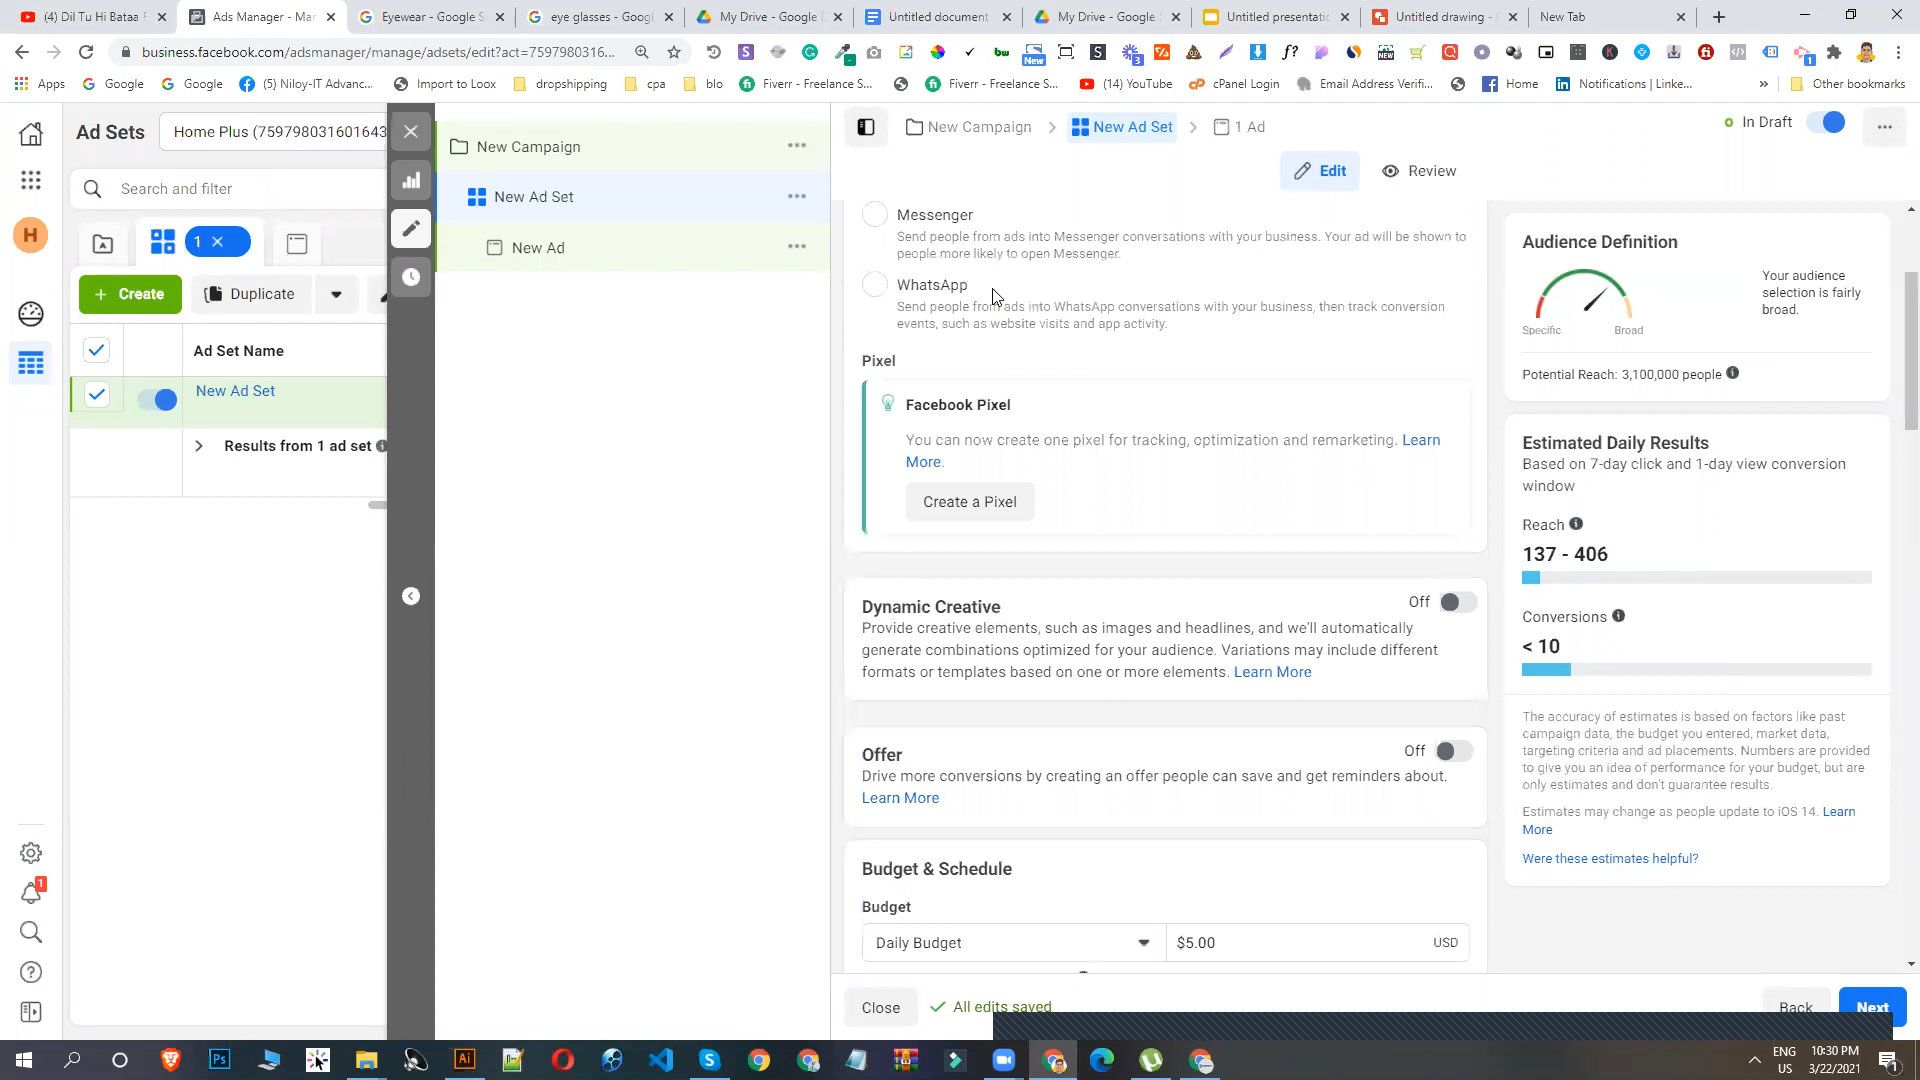 (4) Dil Tu Hi Bataa
Ads Manager - Ma
Eyewear - Google S
eye glasses - Goog
My Drive - Google D
Untitled document
My Drive - Google
Untitled presentatio
Untitled drawing -
New Tab
business.facebook.com/adsmanager/manage/adsets/edit?act=7597980316...
Apps
Google
Google
(5) Niloy-IT Advanc...
Import to Loox
dropshipping
cpa
blo
Fiverr - Freelance S...
Fiverr - Freelance S...
(14) YouTube
cPanel Login
Email Address Verifi...
Home
Notifications | Linke...
Other bookmarks
Ad Sets
Home Plus (759798031601643
Search and filter
H
1
Create
Duplicate
Ad Set Name
New Ad Set
Results from 1 ad set
New Campaign
New Ad Set
New Ad
New Campaign
New Ad Set
1 Ad
In Draft
Edit
Review
Messenger
Send people from ads into Messenger conversations with your business. Your ad will be shown to
people more likely to open Messenger.
WhatsApp
Send people from ads into WhatsApp conversations with your business, then track conversion
events, such as website visits and app activity.
Pixel
Facebook Pixel
You can now create one pixel for tracking, optimization and remarketing. Learn
More.
Create a Pixel
Dynamic Creative
Off
Provide creative elements, such as images and headlines, and we'll automatically
generate combinations optimized for your audience. Variations may include different
formats or templates based on one or more elements. Learn More
Offer
Off
Drive more conversions by creating an offer people can save and get reminders about.
Learn More
Budget & Schedule
Budget
Daily Budget
$5.00
USD
Audience Definition
Your audience
selection is fairly
broad.
Specific
Broad
Potential Reach: 3,100,000 people
Estimated Daily Results
Based on 7-day click and 1-day view conversion
window
Reach
137 - 406
Conversions
< 10
The accuracy of estimates is based on factors like past
campaign data, the budget you entered, market data,
targeting criteria and ad placements. Numbers are provided
to give you an idea of performance for your budget, but are
only estimates and don't guarantee results.
Estimates may change as people update to iOS 14. Learn
More
Were these estimates helpful?
Close
All edits saved
Back
Next
ENG
US
10:30 PM
3/22/2021